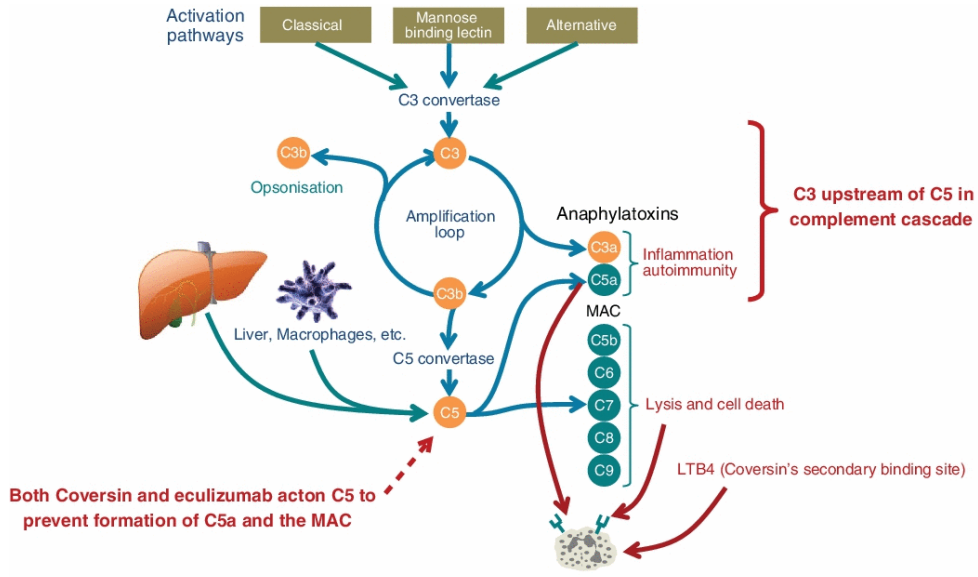 Activation
pathways
Classical
Mannose
binding lectin
Alternative
C3 convertase
C3b
C3
Opsonisation
Amplification
loop
Anaphylatoxins
C3a
C5a
Inflammation
autoimmunity
C3 upstream of C5 in
complement cascade
C3b
Liver, Macrophages, etc.
C5 convertase
C5
MAC
C5b
C6
C7
C8
C9
Lysis and cell death
LTB4 (Coversin's secondary binding site)
Both Coversin and eculizumab acton C5 to
prevent formation of C5a and the MAC